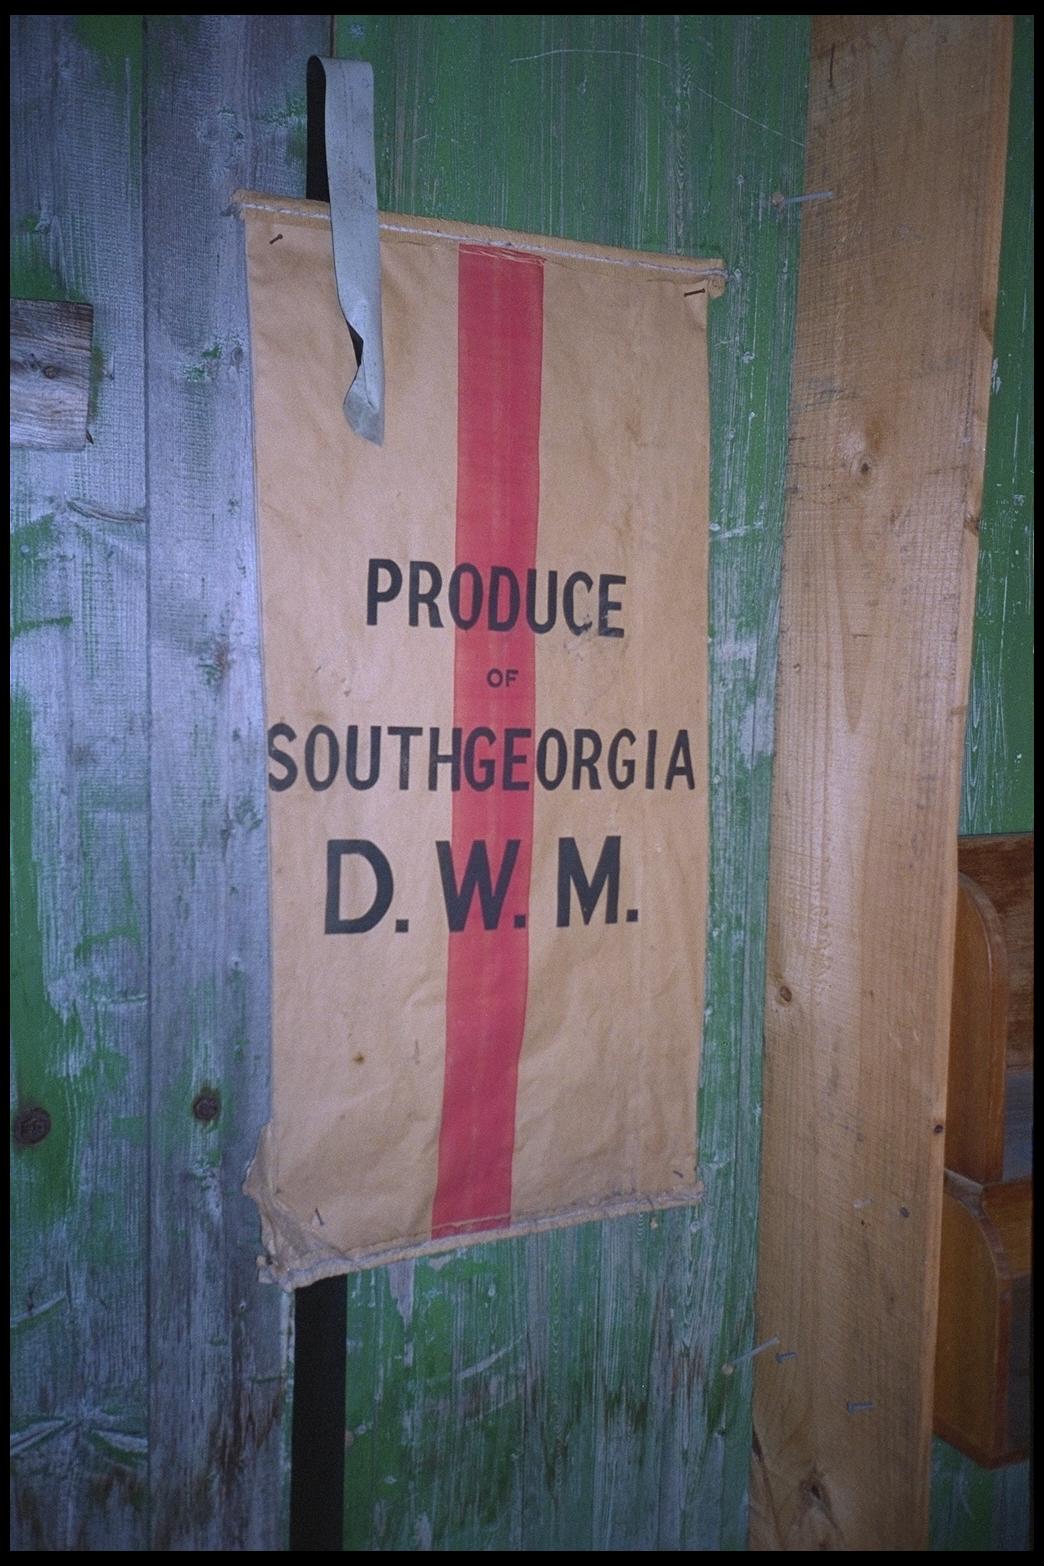 PRODUCE
OF
SOUTHGEORGIA
D. W. M.